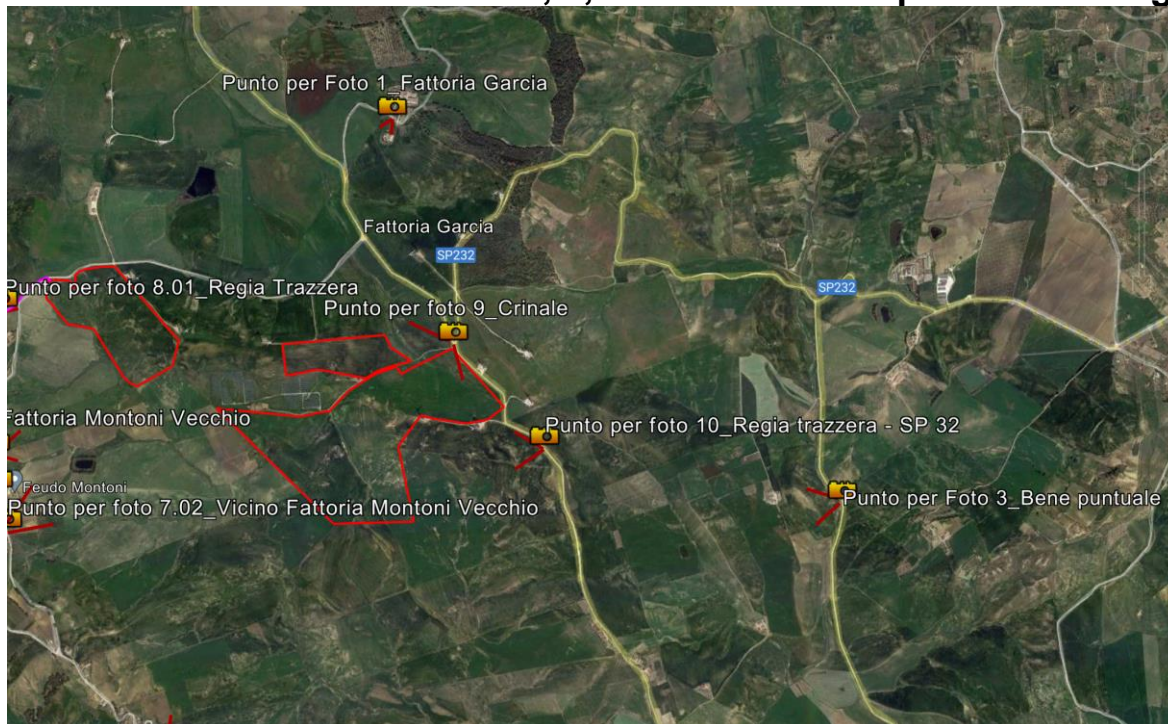 Punto per Foto 1_Fattoria Garcia
Fattoria Garcia
SP232
SP232
Punto per foto 8.01_Regia Trazzera
Punto per foto 9_Crinale
Fattoria Montoni Vecchio
Punto per foto 10_Regia trazzera - SP 32
Feudo Montoni
Punto per foto 7.02_Vicino Fattoria Montoni Vecchio
Punto per Foto 3_Bene puntuale